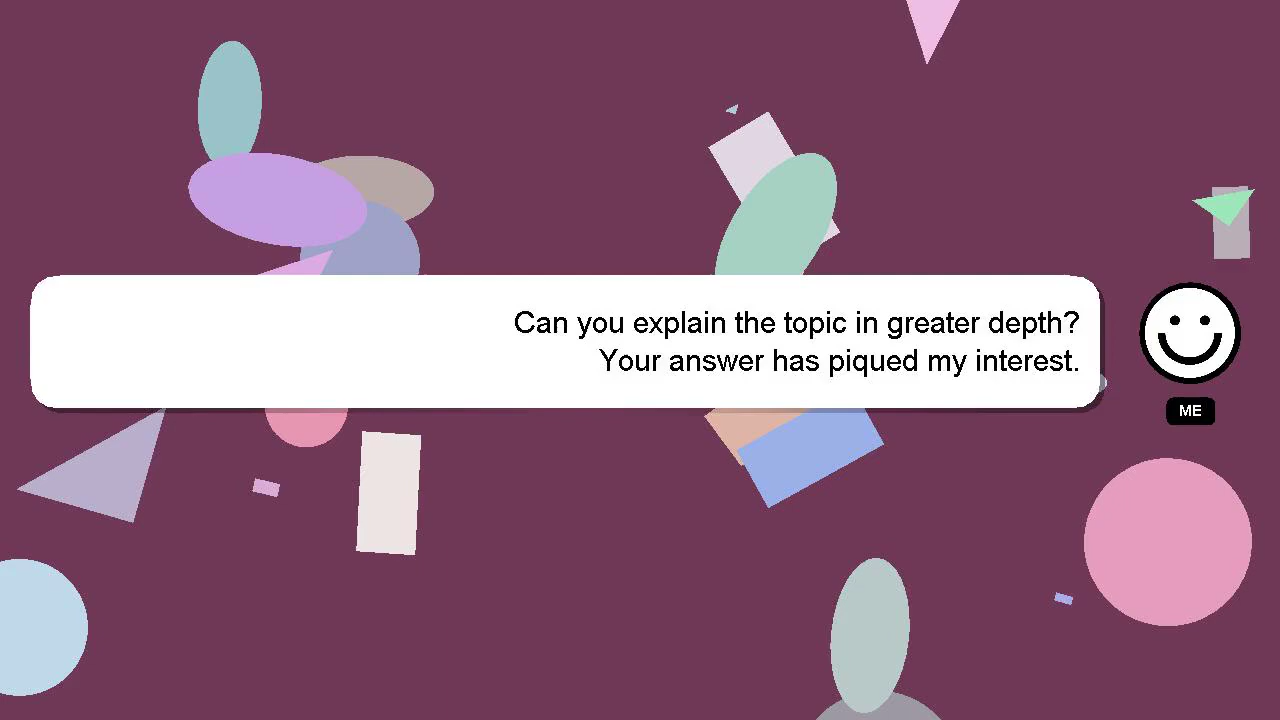 Can you explain the topic in greater depth?
Your answer has piqued my interest.
ME